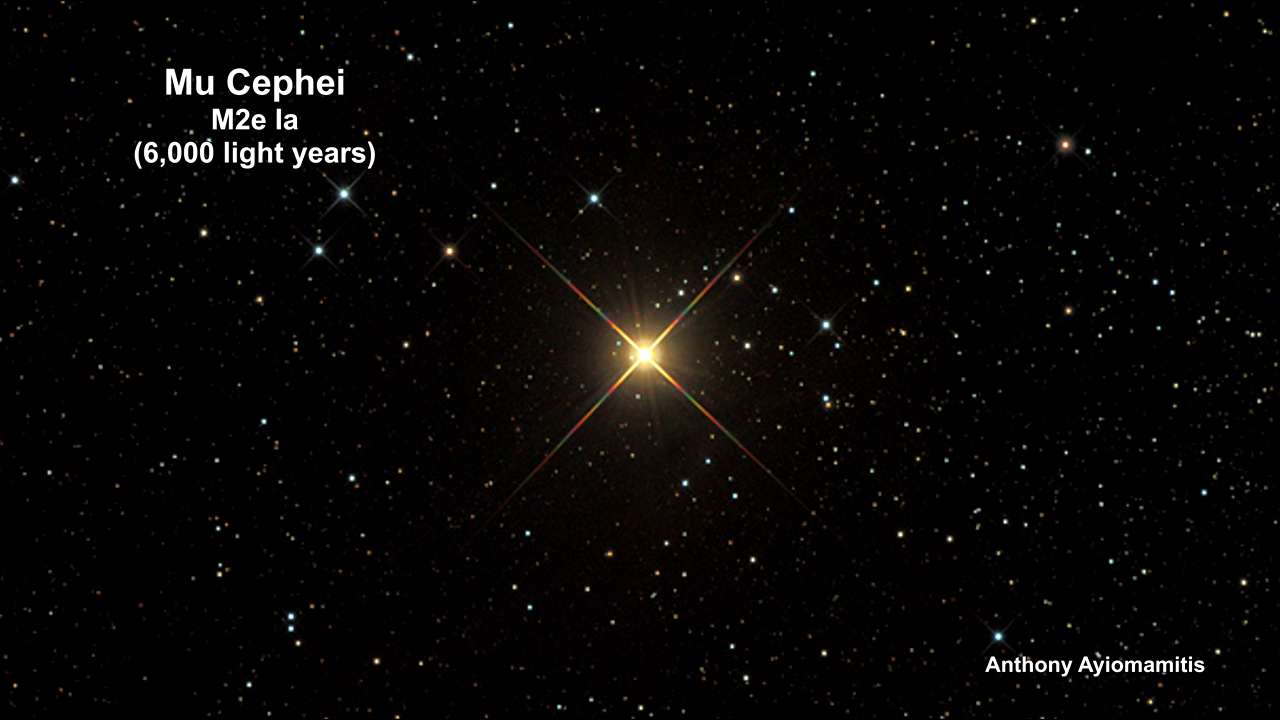 Mu Cephei
M2e Ia
(6,000 light years)
Anthony Ayiomamitis